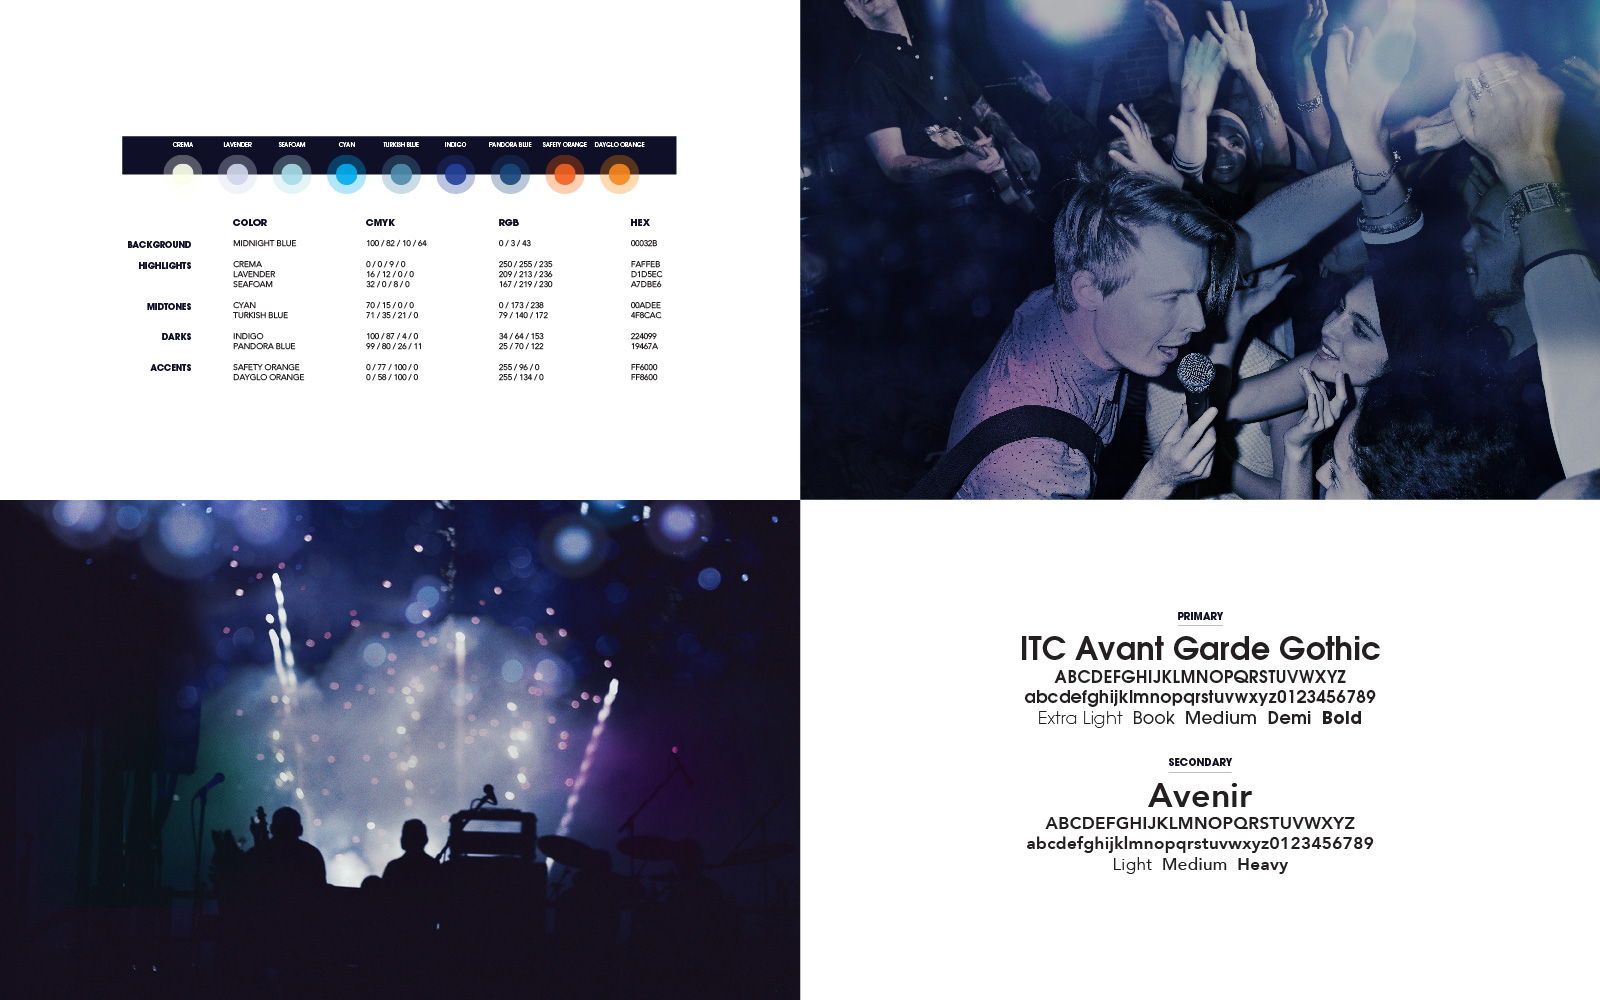 CREMA LAVENDER SEAFOAM CYAN TURKISH BLUE INDIGO PANDORA BLUE SAFETY ORANGE DAYGLO ORANGE
COLOR CMYK RGB HEX
BACKGROUND MIDNIGHT BLUE 100 / 82 / 10 / 64 0 / 3 / 43 00032B
HIGHLIGHTS CREMA 0 / 0 / 9 / 0 250 / 255 / 235 FAFFEB
LAVENDER 16 / 12 / 0 / 0 209 / 213 / 236 D1D5EC
SEAFOAM 32 / 0 / 8 / 0 167 / 219 / 230 A7DBE6
MIDTONES CYAN 70 / 15 / 0 / 0 0 / 173 / 238 00ADEE
TURKISH BLUE 71 / 35 / 21 / 0 79 / 140 / 172 4F8CAC
DARKS INDIGO 100 / 87 / 4 / 0 34 / 64 / 153 224099
PANDORA BLUE 99 / 80 / 26 / 11 25 / 70 / 122 19467A
ACCENTS SAFETY ORANGE 0 / 77 / 100 / 0 255 / 96 / 0 FF6000
DAYGLO ORANGE 0 / 58 / 100 / 0 255 / 134 / 0 FF8600
PRIMARY
ITC Avant Garde Gothic
ABCDEFGHIJKLMNOPQRSTUVWXYZ
abcdefghijklmnopqrstuvwxyz0123456789
Extra Light Book Medium Demi Bold
SECONDARY
Avenir
ABCDEFGHIJKLMNOPQRSTUVWXYZ
abcdefghijklmnopqrstuvwxyz0123456789
Light Medium Heavy